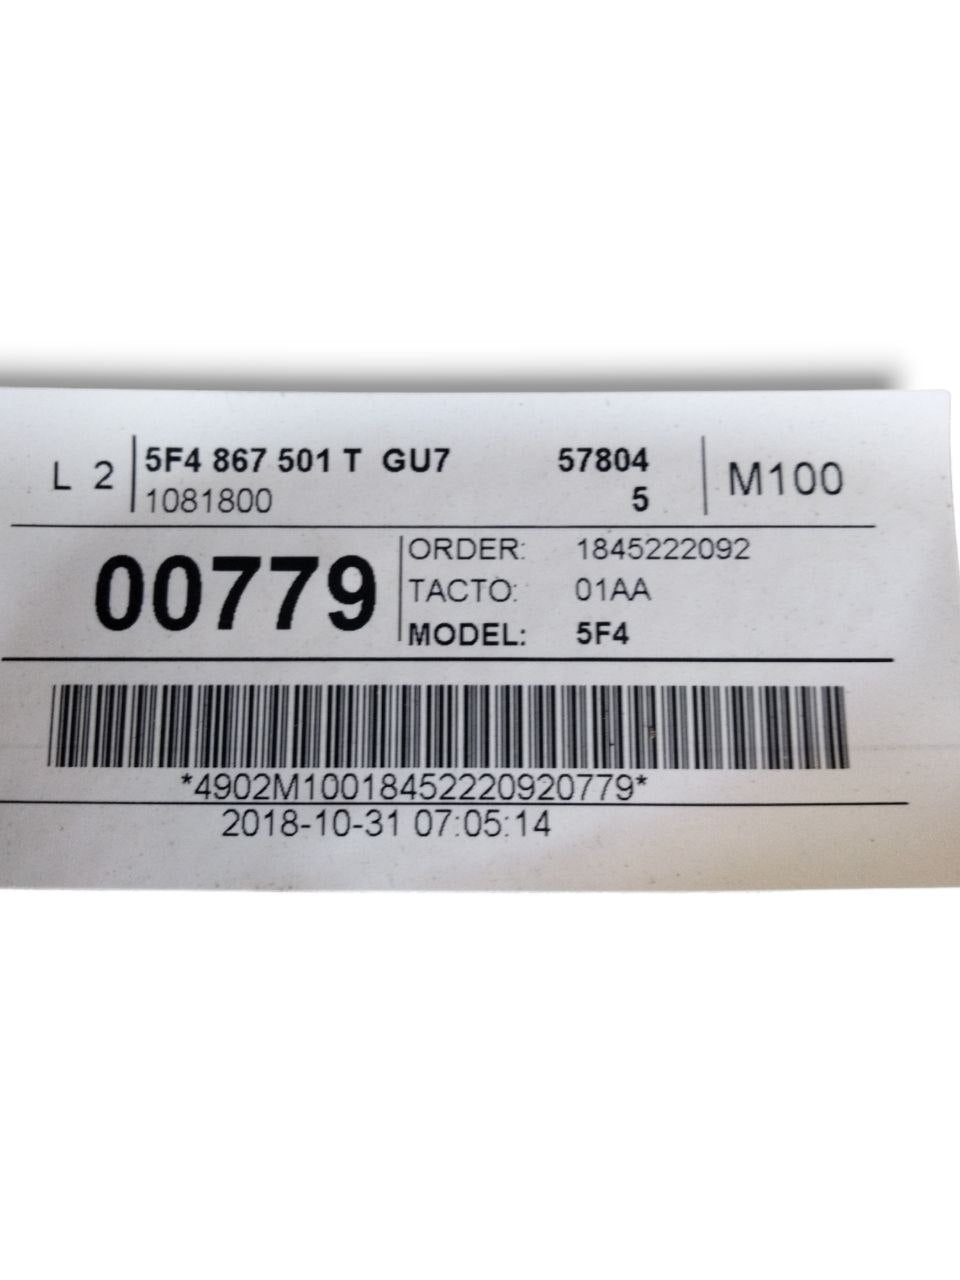 L 2 5F4 867 501 T GU7 57804 M100
1081800 5
00779 ORDER: 1845222092
TACTO: 01AA
MODEL: 5F4
*4902M10018452220920779*
2018-10-31 07:05:14